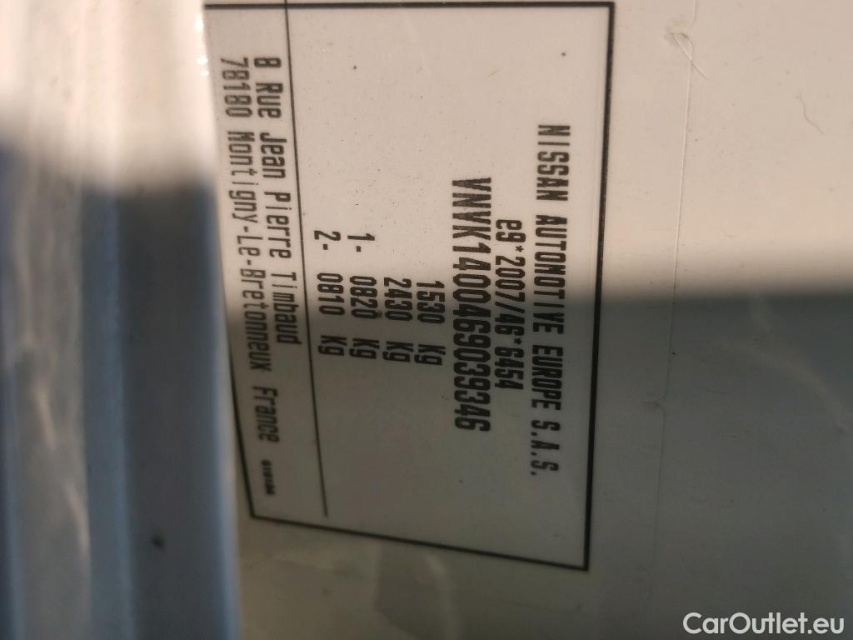 NISSAN AUTOMOTIVE EUROPE S.A.S.
e9*2007/46*6454
VNVK1400469039346
1530 Kg
2430 Kg
1- 0820 Kg
2- 0810 Kg
8 Rue Jean Pierre Timbaud
78180 Montigny-Le-Bretonneux France
CarOutlet.eu